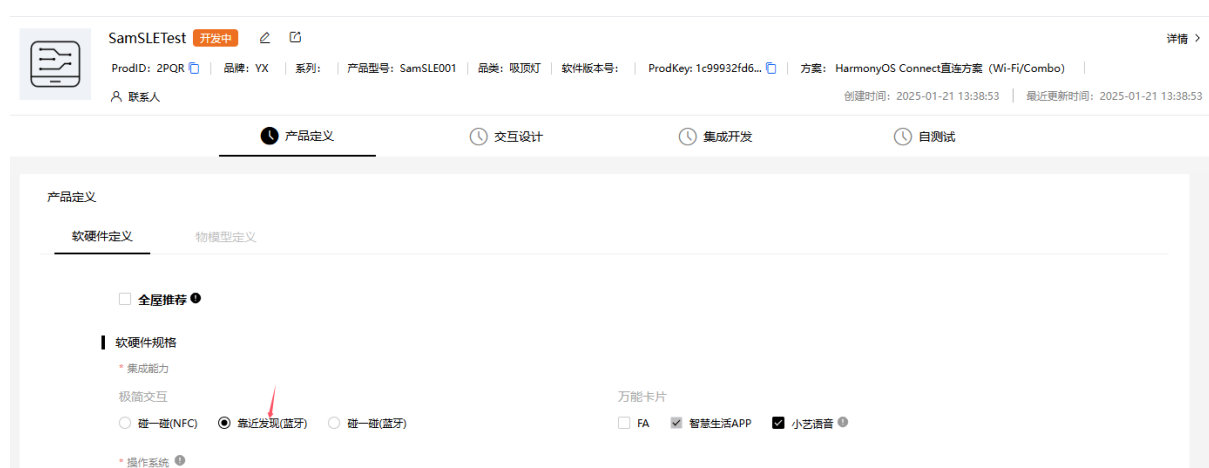 SamSLETest 开发中 详情 >
ProdID: 2PQR 品牌: YX 系列: 产品型号: SamSLE001 品类: 吸顶灯 软件版本号: ProdKey: 1c99932fd6... 方案: HarmonyOS Connect直连方案 (Wi-Fi/Combo)
联系人 创建时间: 2025-01-21 13:38:53 最近更新时间: 2025-01-21 13:38:53
产品定义 交互设计 集成开发 自测试
产品定义
软硬件定义 物模型定义
全屋推荐
软硬件规格
* 集成能力
极简交互 万能卡片
碰一碰(NFC) 靠近发现(蓝牙) 碰一碰(蓝牙) FA 智慧生活APP 小艺语音
* 操作系统